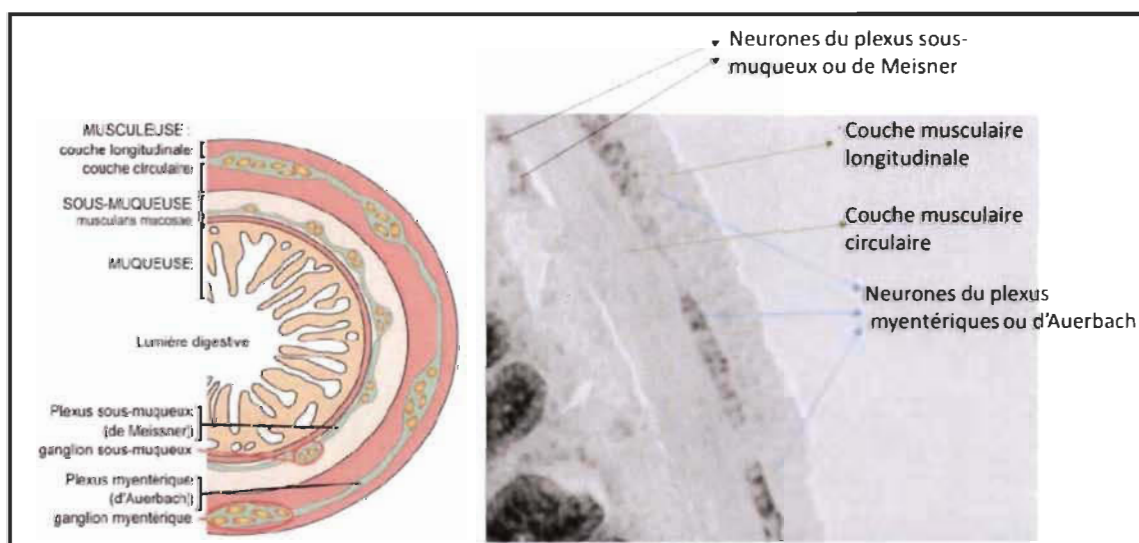 MUSCULEUSE :
couche longitudinale
couche circulaire
SOUS-MUQUEUSE
muscularis mucosae
MUQUEUSE
Lumière digestive
Plexus sous-muqueux
(de Meissner)
ganglion sous-muqueux
Plexus myentérique
(d'Auerbach)
ganglion myentérique
Neurones du plexus sous-
muqueux ou de Meisner
Couche musculaire
longitudinale
Couche musculaire
circulaire
Neurones du plexus
myentériques ou d'Auerbach